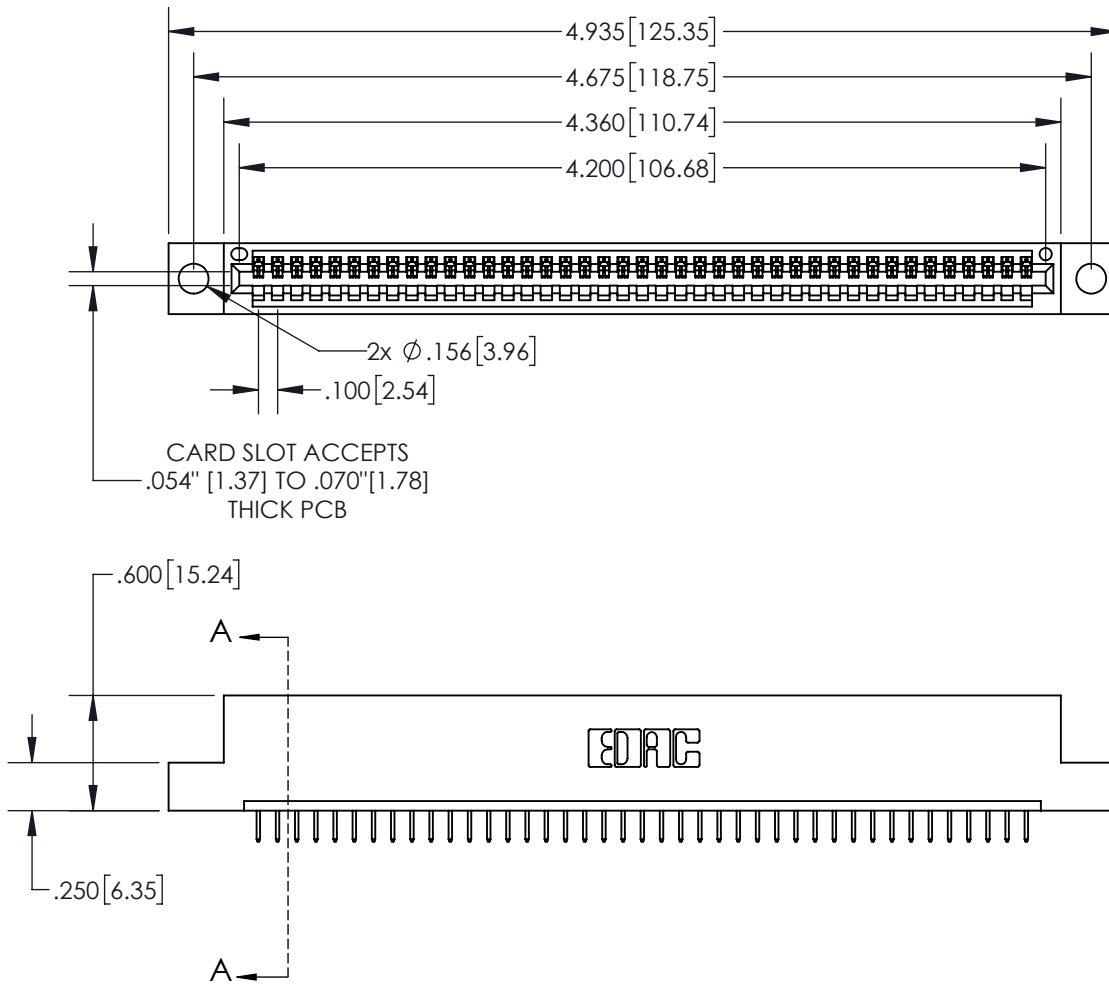 4.935[125.35]
4.675[118.75]
4.360[110.74]
4.200[106.68]
2x Ø.156[3.96]
.100[2.54]
CARD SLOT ACCEPTS
.054" [1.37] TO .070"[1.78]
THICK PCB
.600[15.24]
A
EDAC
.250[6.35]
A